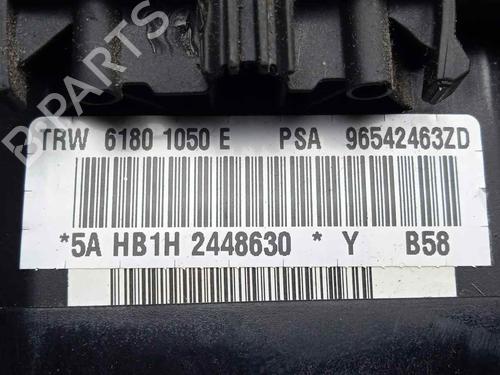 B-PARTS
TRW 6180 1050 E PSA 96542463ZD
*5A HB1H 2448630 * Y B58